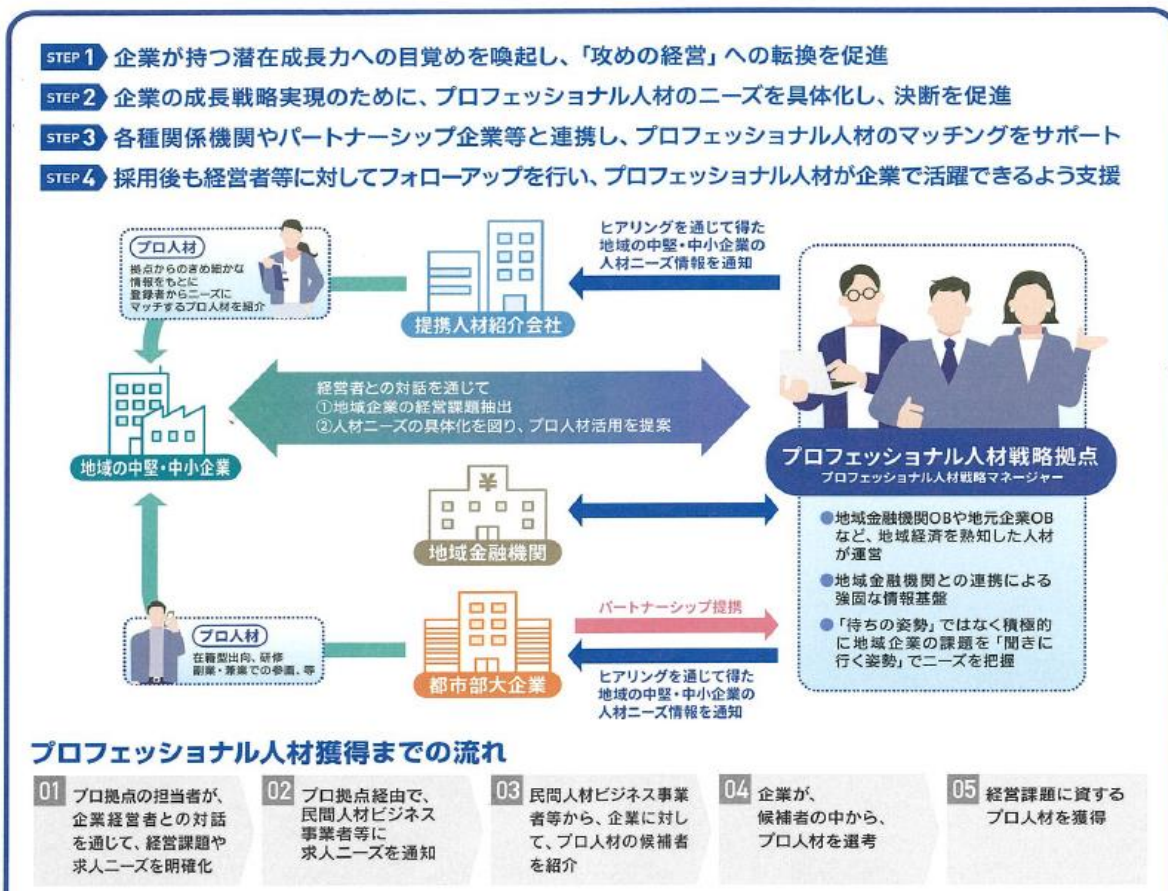 STEP 1 企業が持つ潜在成長力への目覚めを喚起し、「攻めの経営」への転換を促進
STEP 2 企業の成長戦略実現のために、プロフェッショナル人材のニーズを具体化し、決断を促進
STEP 3 各種関係機関やパートナーシップ企業等と連携し、プロフェッショナル人材のマッチングをサポート
STEP 4 採用後も経営者等に対してフォローアップを行い、プロフェッショナル人材が企業で活躍できるよう支援
プロ人材
拠点からのきめ細かな
情報をもとに
登録者からニーズに
マッチするプロ人材を紹介
提携人材紹介会社
ヒアリングを通じて得た
地域の中堅・中小企業の
人材ニーズ情報を通知
経営者との対話を通じて
①地域企業の経営課題抽出
②人材ニーズの具体化を図り、プロ人材活用を提案
地域の中堅・中小企業
プロフェッショナル人材戦略拠点
プロフェッショナル人材戦略マネージャー
●地域金融機関OBや地元企業OB
など、地域経済を熟知した人材
が運営
●地域金融機関との連携による
強固な情報基盤
●「待ちの姿勢」ではなく積極的
に地域企業の課題を「聞きに
行く姿勢」でニーズを把握
¥
地域金融機関
プロ人材
在籍型出向、研修
副業・兼業での参画、等
都市部大企業
パートナーシップ提携
ヒアリングを通じて得た
地域の中堅・中小企業の
人材ニーズ情報を通知
プロフェッショナル人材獲得までの流れ
01 プロ拠点の担当者が、
企業経営者との対話
を通じて、経営課題や
求人ニーズを明確化
02 プロ拠点経由で、
民間人材ビジネス
事業者等に
求人ニーズを通知
03 民間人材ビジネス事業
者等から、企業に対し
て、プロ人材の候補者
を紹介
04 企業が、
候補者の中から、
プロ人材を選考
05 経営課題に資する
プロ人材を獲得